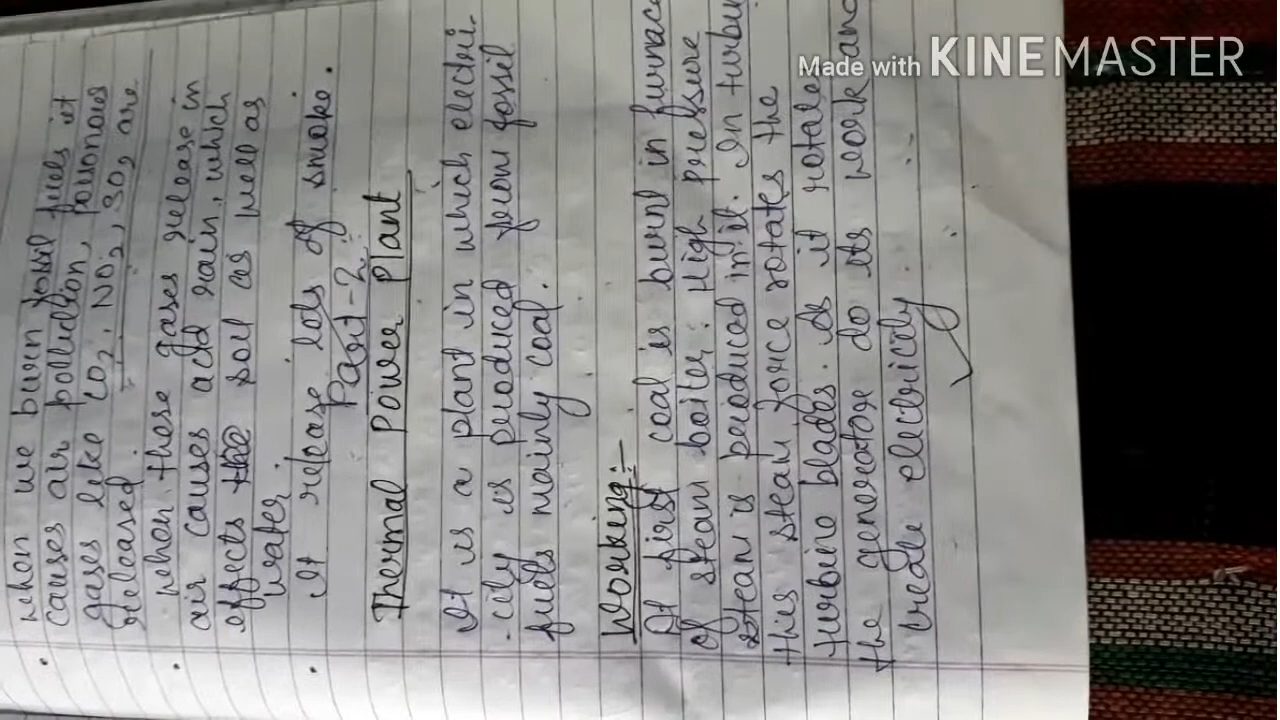 when we burn fossil fuels it
causes air pollution, poisonous
gases like CO2, NO2, SO2 are
released.
when these gases release in
air causes acid rain, which
effects the soil as well as
water
It release lots of smoke.
Part-2
Thermal Power Plant
It is a plant in which electri-
-city is produced from fossil
fuels mainly coal.
Working:-
At first coal is burnt in furnace
of steam boiler. High pressure
steam is produced in it. In turbi
this steam force rotates the
turbine blades. As it rotate
the generators do its work and
create electricity.
Made with KINEMASTER